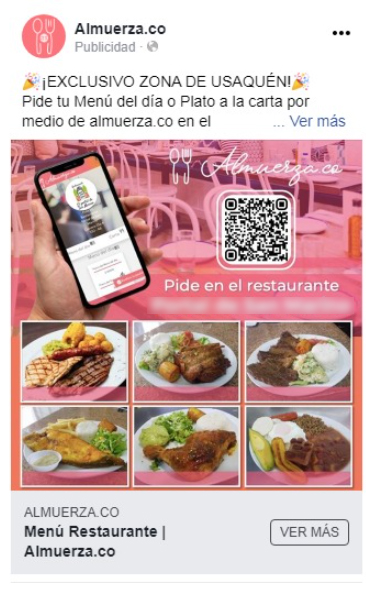 Almuerza.co
Publicidad ·
🎉¡EXCLUSIVO ZONA DE USAQUÉN!🎉
Pide tu Menú del día o Plato a la carta por
medio de almuerza.co en el ... Ver más
Almuerza.co
Pide en el restaurante
ALMUERZA.CO
Menú Restaurante |
Almuerza.co
VER MÁS